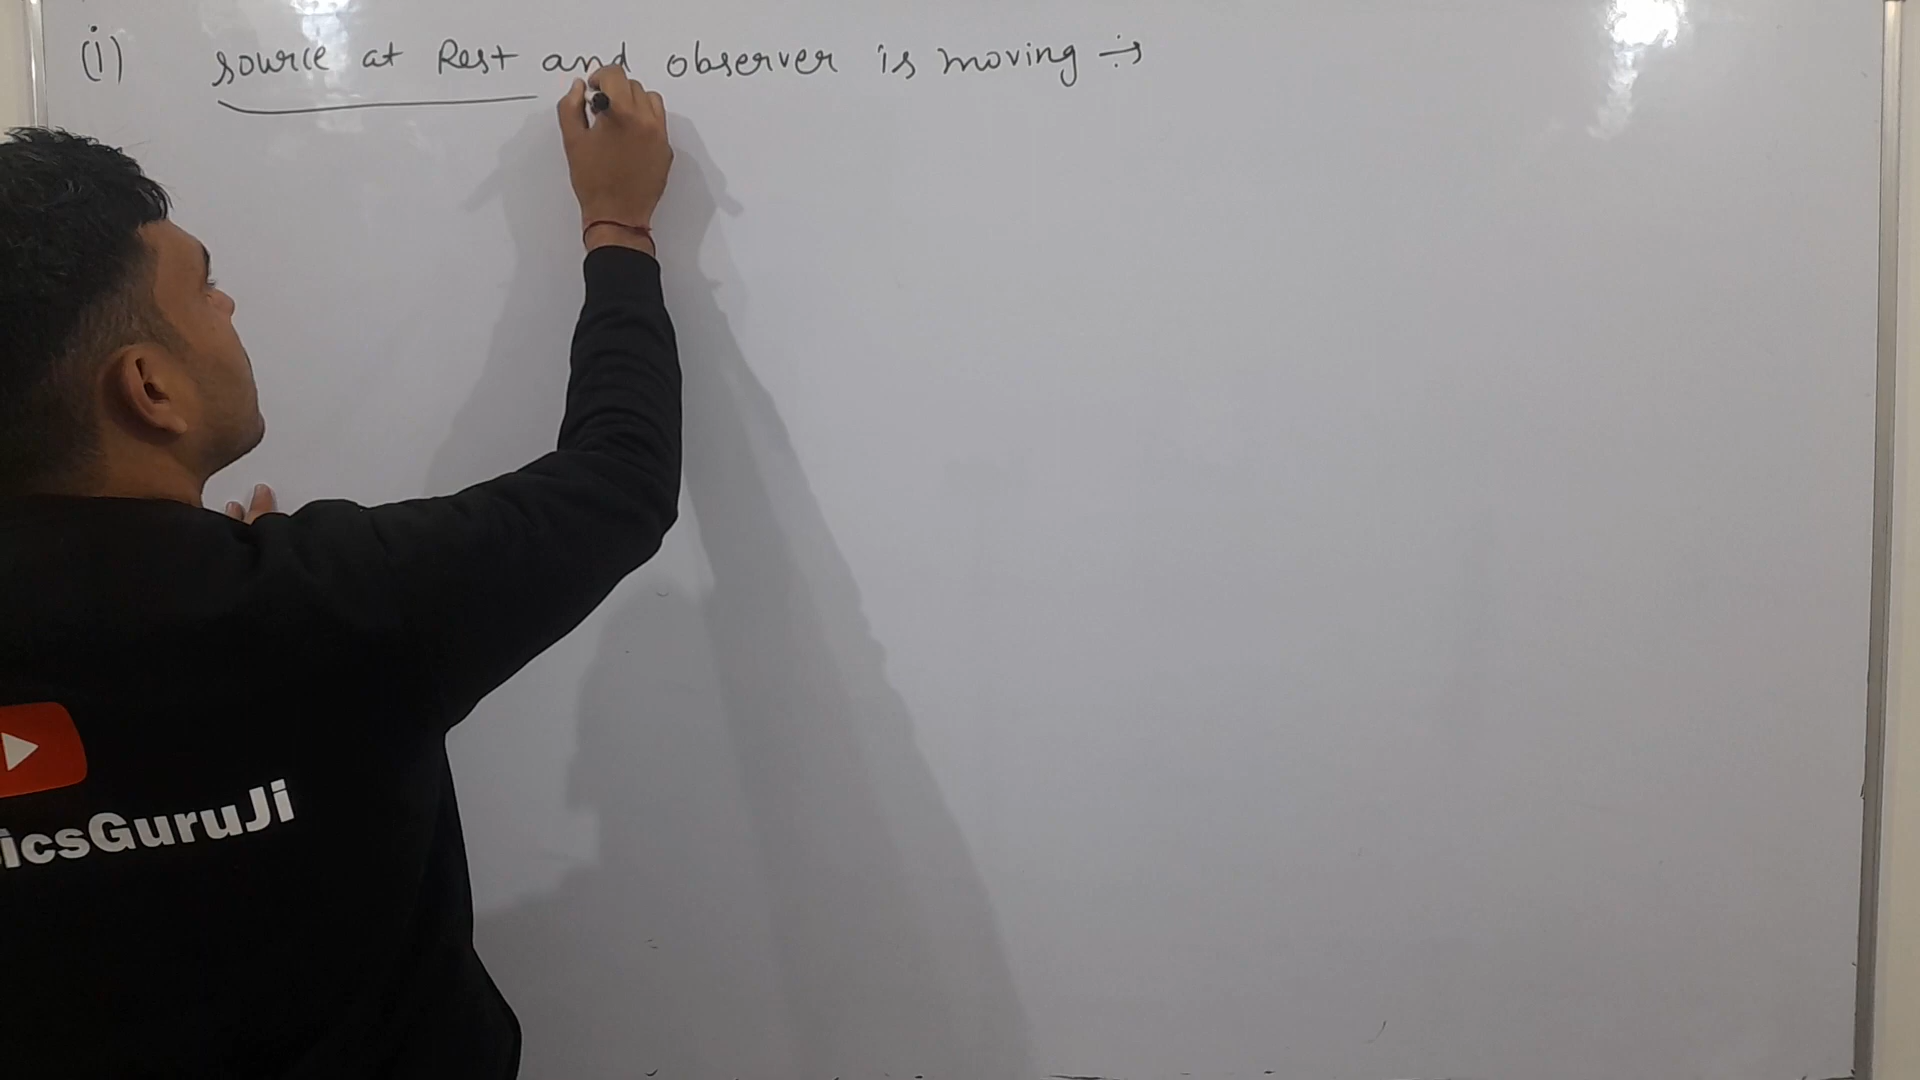 (i) source at Rest and observer is moving :→
icsGuruJi